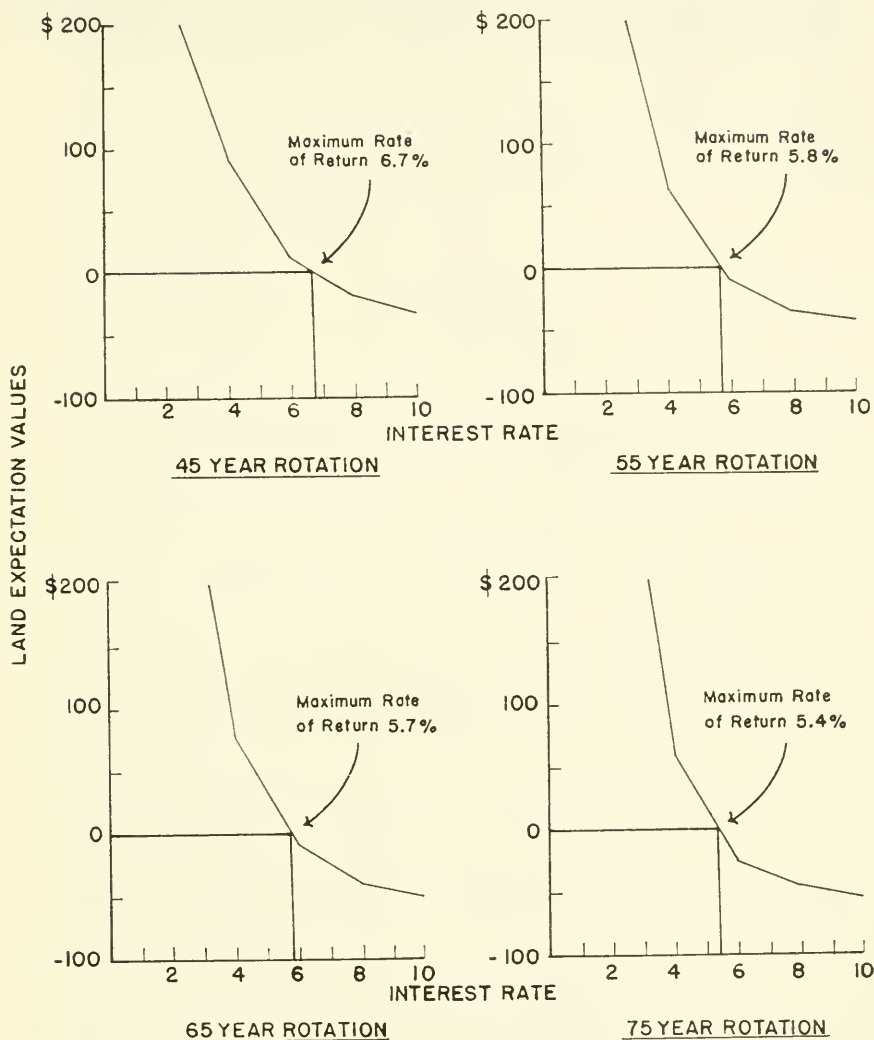 LAND EXPECTATION VALUES
$ 200
100
0
-100
2 4 6 8 10
Maximum Rate
of Return 6.7%
INTEREST RATE
45 YEAR ROTATION
$ 200
100
0
-100
2 4 6 8 10
Maximum Rate
of Return 5.8%
55 YEAR ROTATION
$200
100
0
-100
2 4 6 8 10
Maximum Rate
of Return 5.7%
INTEREST RATE
65 YEAR ROTATION
$200
100
0
-100
2 4 6 8 10
Maximum Rate
of Return 5.4%
75 YEAR ROTATION